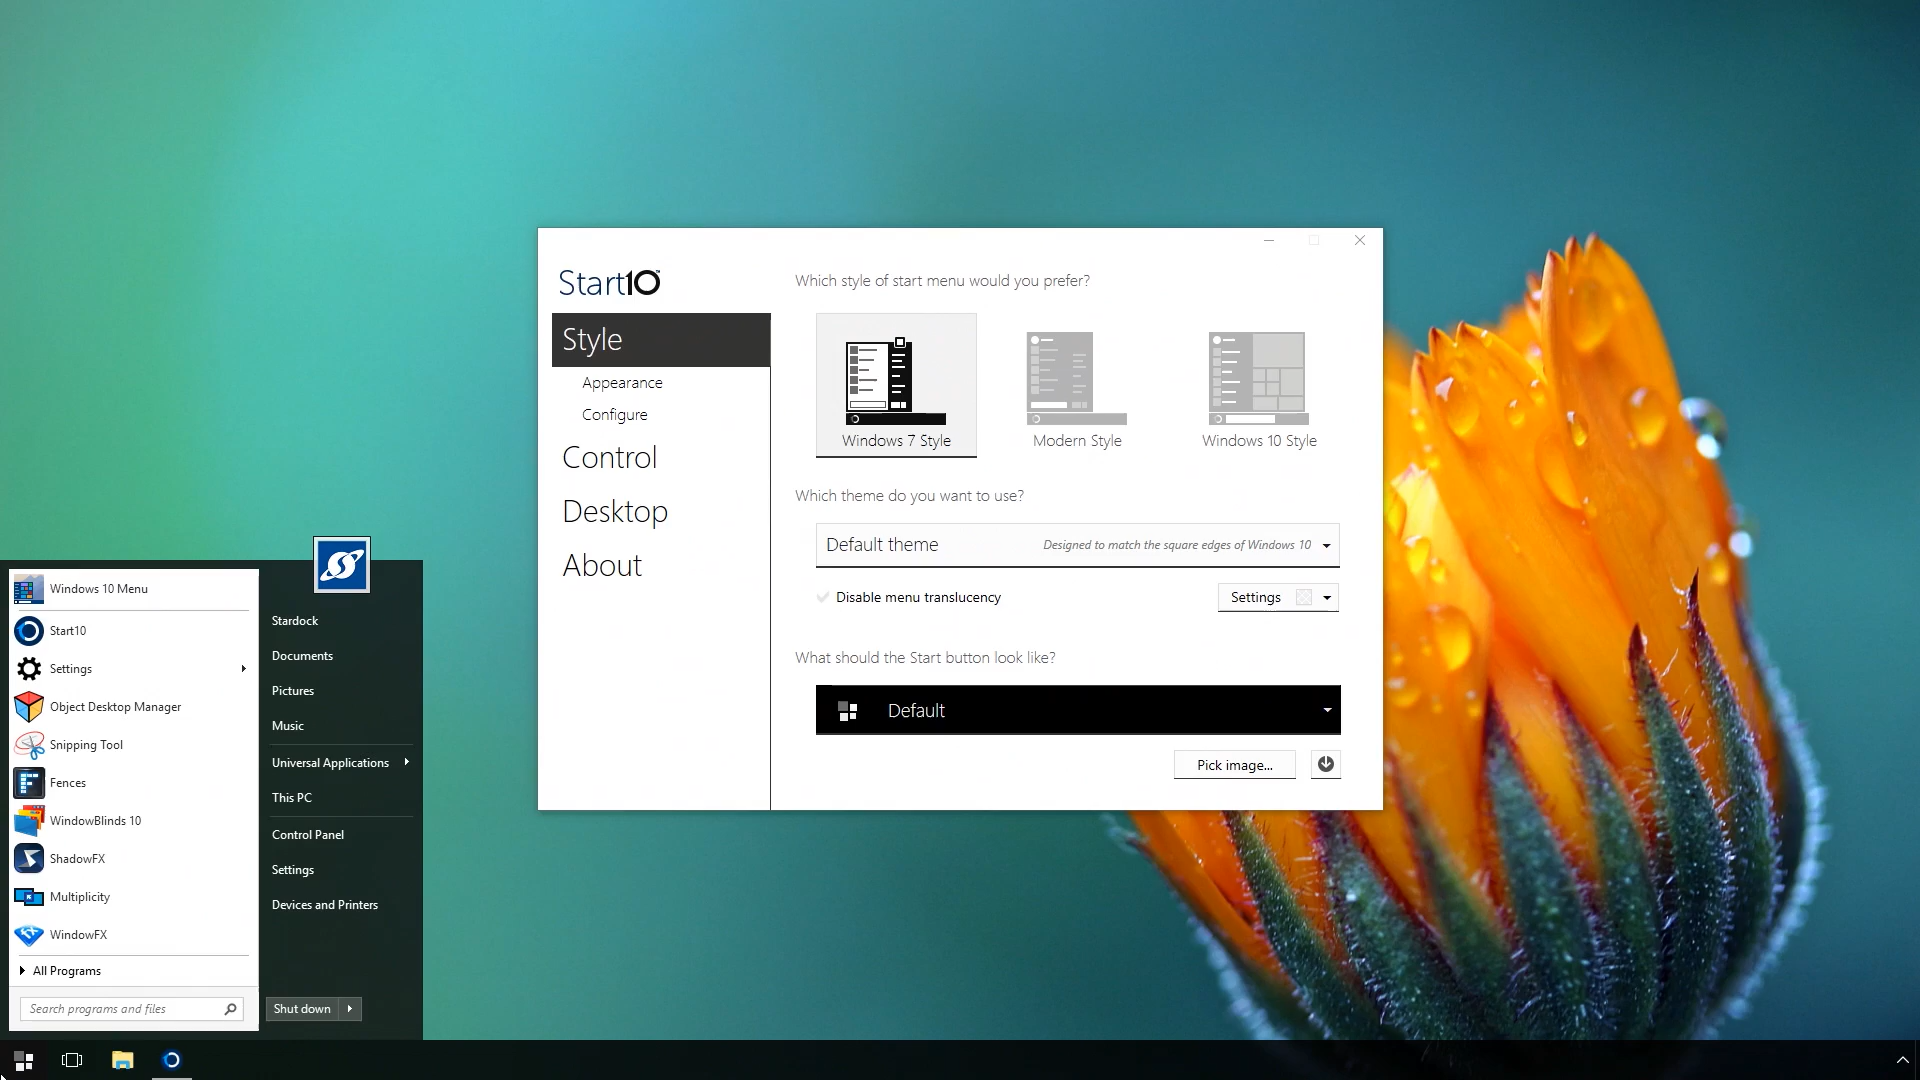 Start10
Style
Appearance
Configure
Control
Desktop
About
Which style of start menu would you prefer?
Windows 7 Style
Modern Style
Windows 10 Style
Which theme do you want to use?
Default theme
Designed to match the square edges of Windows 10
Disable menu translucency
Settings
What should the Start button look like?
Default
Pick image...
Windows 10 Menu
Start10
Settings
Object Desktop Manager
Snipping Tool
Fences
WindowBlinds 10
ShadowFX
Multiplicity
WindowFX
All Programs
Search programs and files
Stardock
Documents
Pictures
Music
Universal Applications
This PC
Control Panel
Settings
Devices and Printers
Shut down